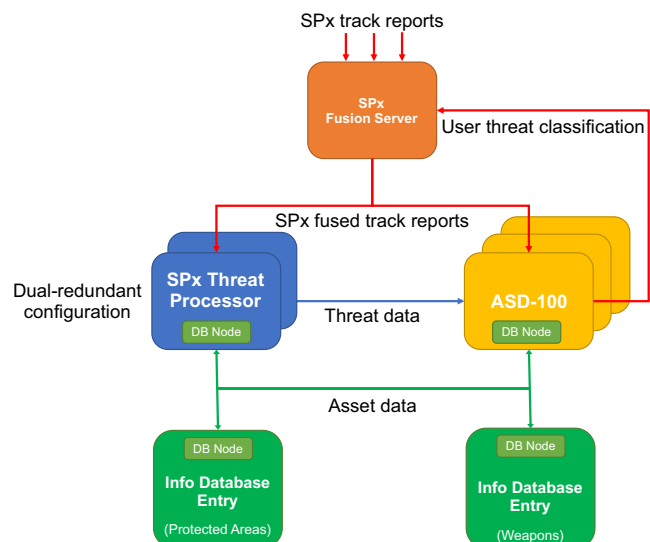 SPx track reports
SPx
Fusion Server
User threat classification
SPx fused track reports
Dual-redundant
configuration
SPx Threat
Processor
DB Node
Threat data
ASD-100
DB Node
Asset data
DB Node
Info Database
Entry
(Protected Areas)
DB Node
Info Database
Entry
(Weapons)